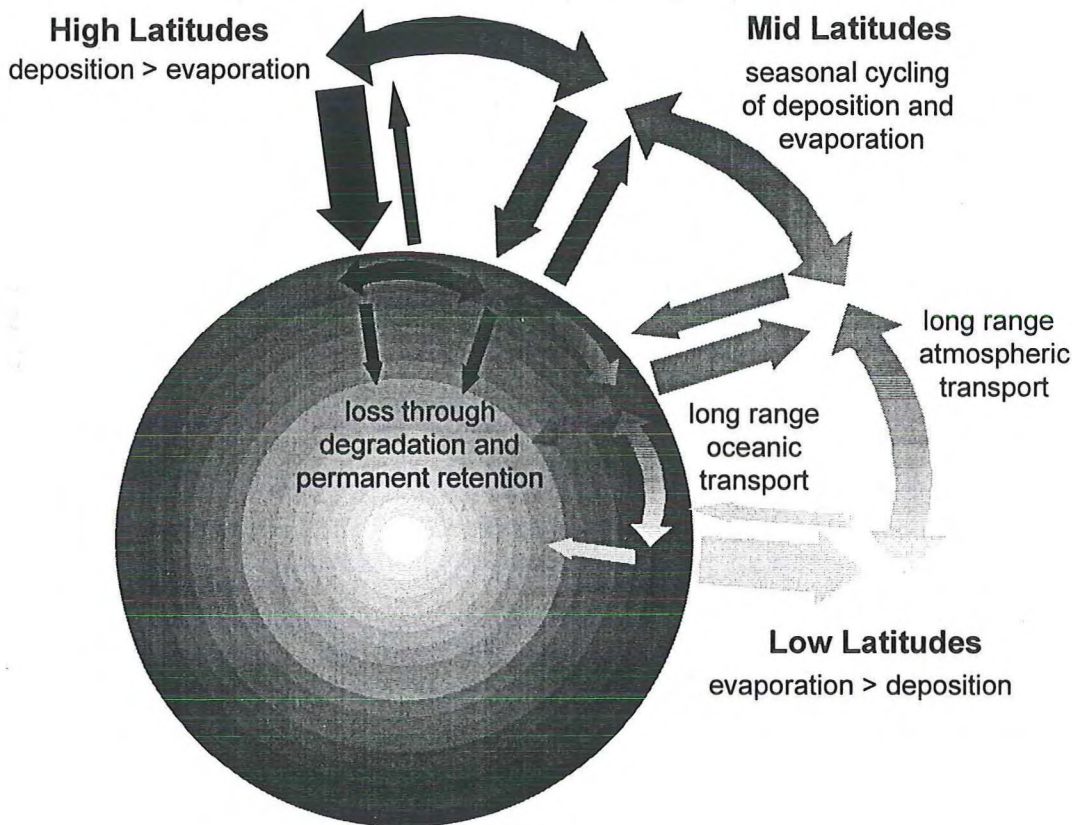 High Latitudes
deposition > evaporation
Mid Latitudes
seasonal cycling
of deposition and
evaporation
long range
atmospheric
transport
loss through
degradation and
permanent retention
long range
oceanic
transport
Low Latitudes
evaporation > deposition